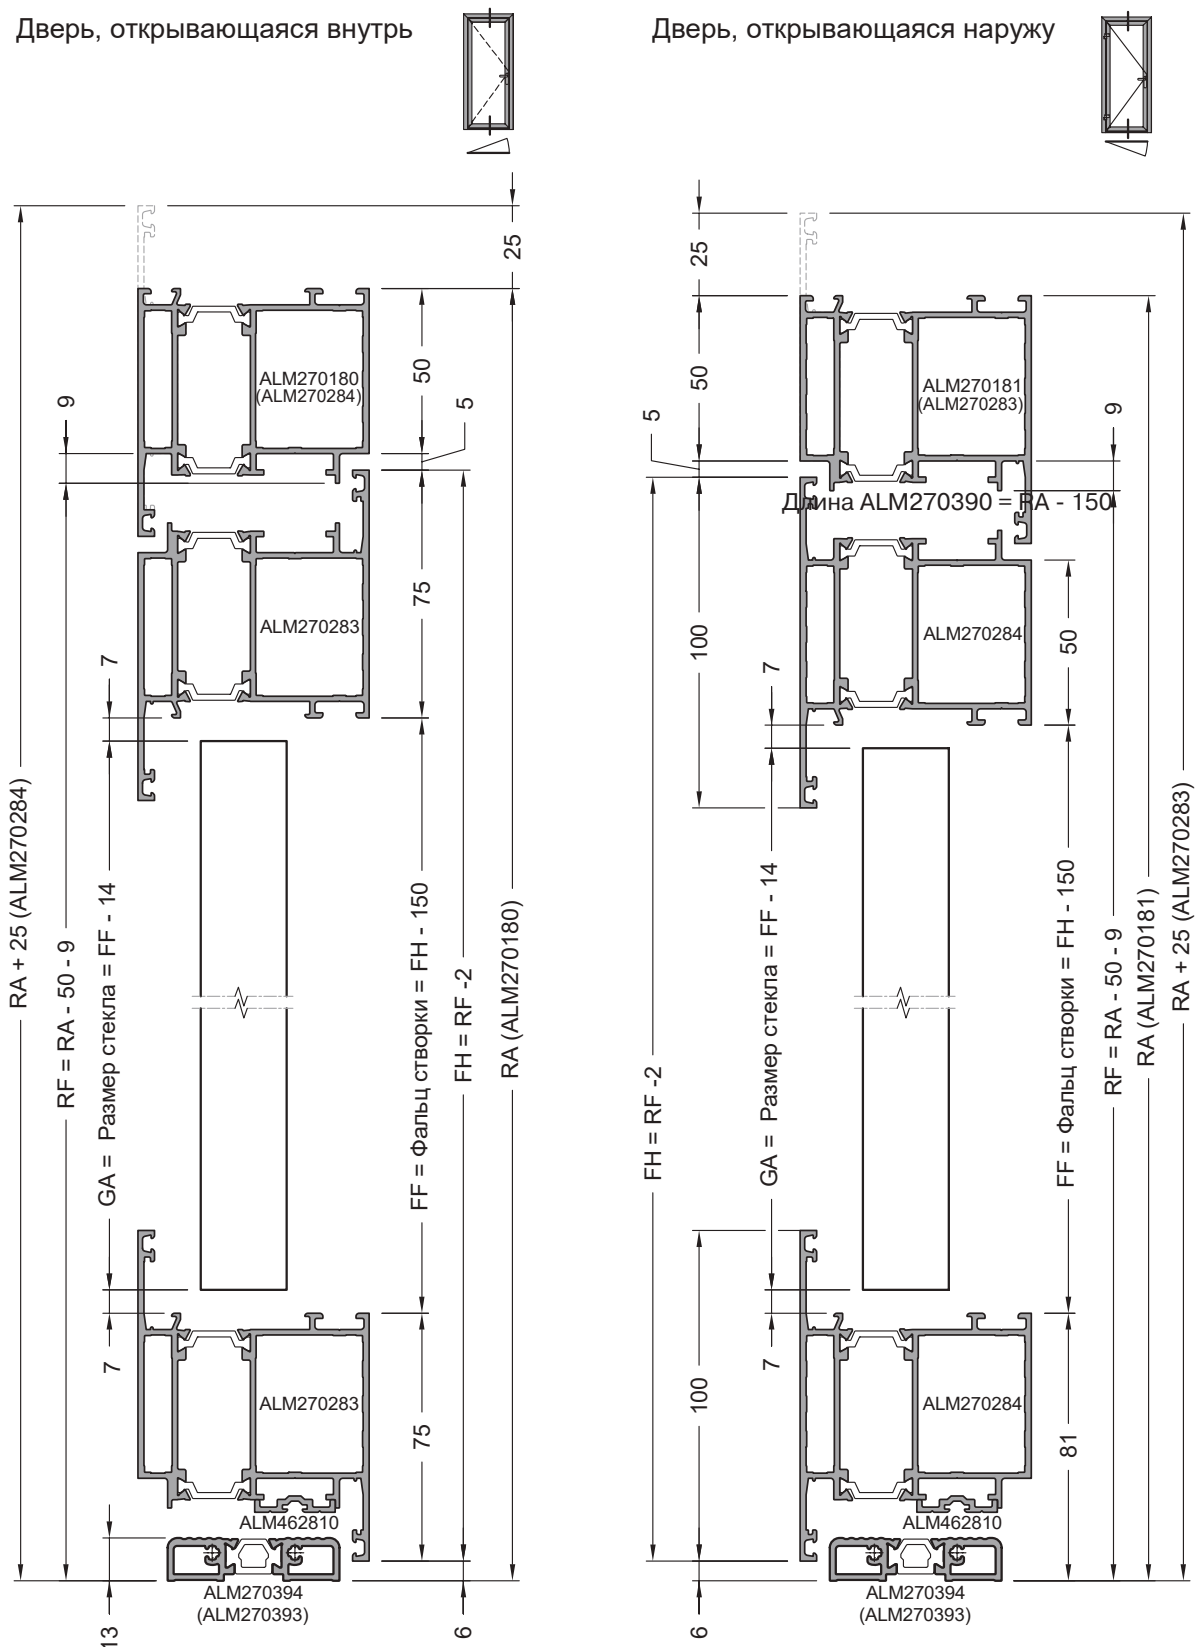 Дверь, открывающаяся внутрь
25
50
5
9
ALM270180
(ALM270284)
75
ALM270283
7
RA + 25 (ALM270284)
RF = RA - 50 - 9
GA = Размер стекла = FF - 14
FF = Фальц створки = FH - 150
FH = RF -2
RA (ALM270180)
7
ALM270283
75
ALM462810
ALM270394
(ALM270393)
13
6
Дверь, открывающаяся наружу
25
50
5
9
ALM270181
(ALM270283)
Длина ALM270390 = RA - 150
100
ALM270284
50
7
FH = RF -2
GA = Размер стекла = FF - 14
FF = Фальц створки = FH - 150
RF = RA - 50 - 9
RA (ALM270181)
RA + 25 (ALM270283)
100
7
ALM270284
81
ALM462810
ALM270394
(ALM270393)
6